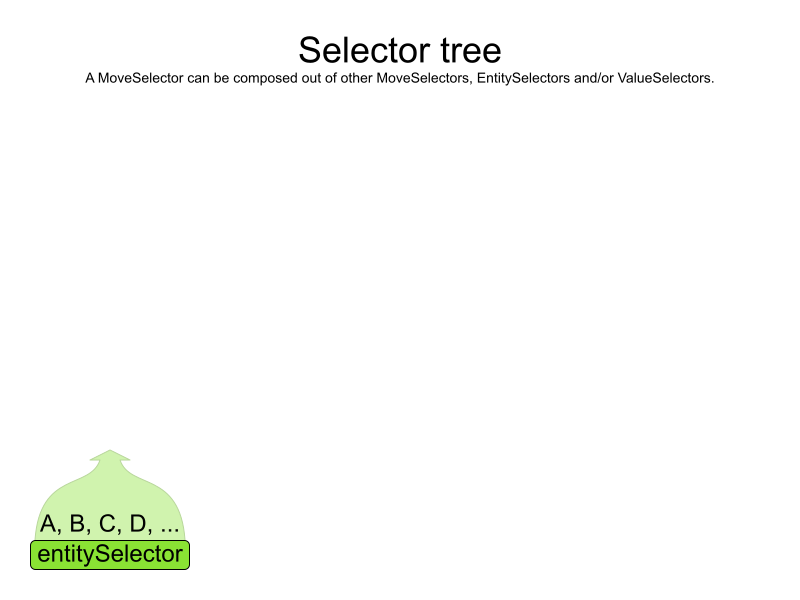 Selector tree
A MoveSelector can be composed out of other MoveSelectors, EntitySelectors and/or ValueSelectors.
A, B, C, D, ...
entitySelector